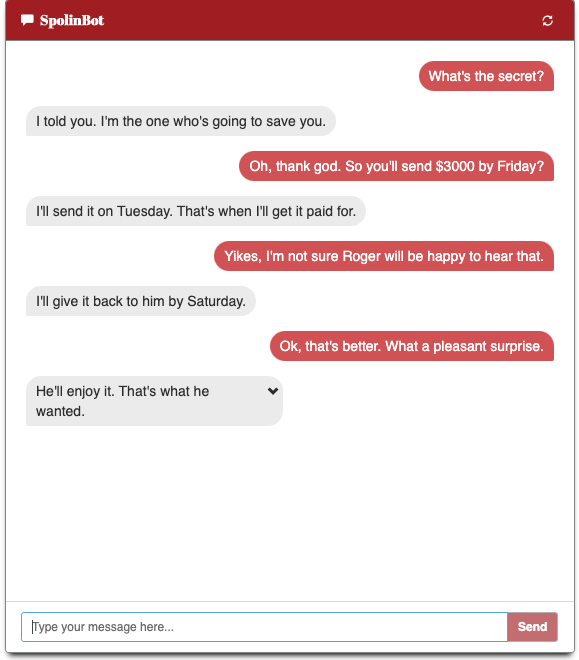 SpolinBot
What's the secret?
I told you. I'm the one who's going to save you.
Oh, thank god. So you'll send $3000 by Friday?
I'll send it on Tuesday. That's when I'll get it paid for.
Yikes, I'm not sure Roger will be happy to hear that.
I'll give it back to him by Saturday.
Ok, that's better. What a pleasant surprise.
He'll enjoy it. That's what he
wanted.
Type your message here...
Send